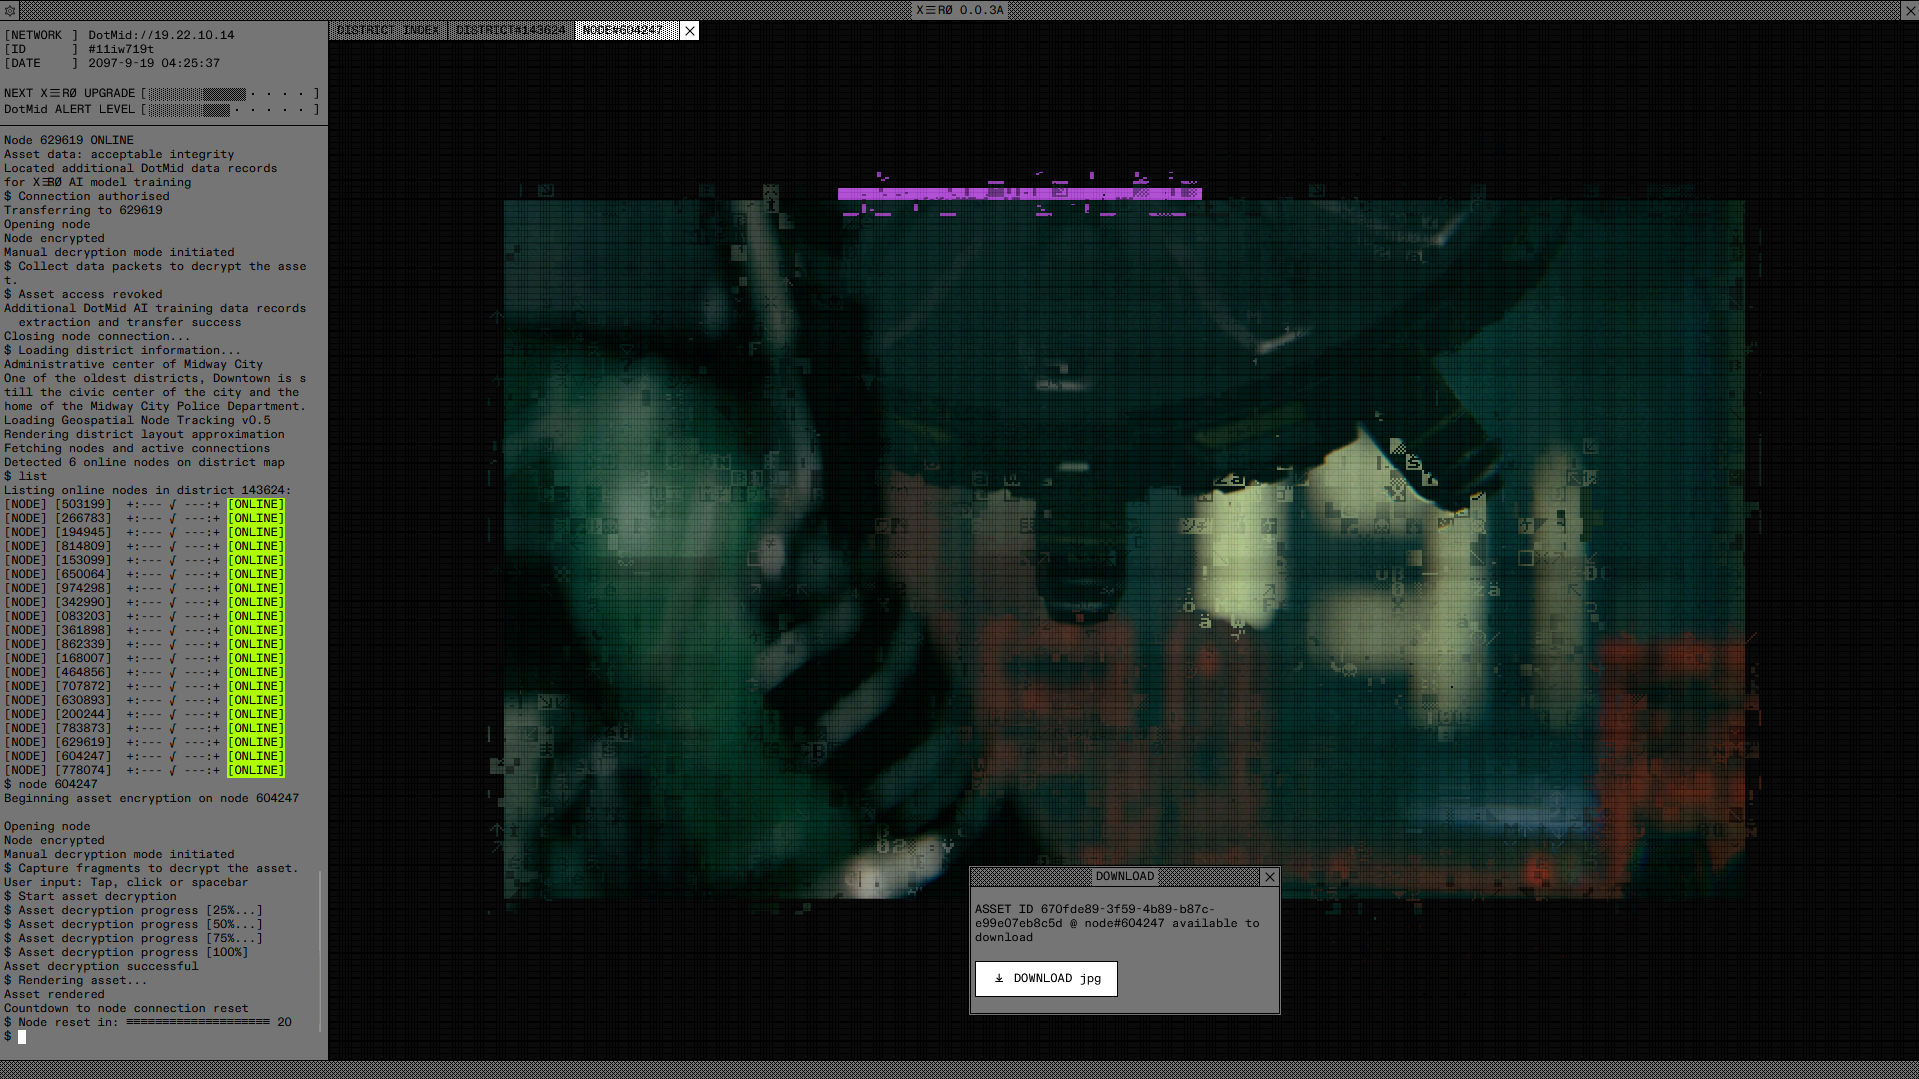 X☰RØ 0.0.3A
[NETWORK ] DotMid://19.22.10.14
[ID ] #11iw719t
[DATE ] 2097-9-19 04:25:37
NEXT X☰RØ UPGRADE [ · · · · ]
DotMid ALERT LEVEL [ · · · · · ]
DISTRICT INDEX
DISTRICT#143624
NODE#604247
Node 629619 ONLINE
Asset data: acceptable integrity
Located additional DotMid data records
for X☰RØ AI model training
$ Connection authorised
Transferring to 629619
Opening node
Node encrypted
Manual decryption mode initiated
$ Collect data packets to decrypt the asse
t.
$ Asset access revoked
Additional DotMid AI training data records
extraction and transfer success
Closing node connection...
$ Loading district information...
Administrative center of Midway City
One of the oldest districts, Downtown is s
till the civic center of the city and the
home of the Midway City Police Department.
Loading Geospatial Node Tracking v0.5
Rendering district layout approximation
Fetching nodes and active connections
Detected 6 online nodes on district map
$ list
Listing online nodes in district 143624:
[NODE] [503199] +:--- √ ---:+ [ONLINE]
[NODE] [266783] +:--- √ ---:+ [ONLINE]
[NODE] [194945] +:--- √ ---:+ [ONLINE]
[NODE] [814809] +:--- √ ---:+ [ONLINE]
[NODE] [153099] +:--- √ ---:+ [ONLINE]
[NODE] [650064] +:--- √ ---:+ [ONLINE]
[NODE] [974298] +:--- √ ---:+ [ONLINE]
[NODE] [342990] +:--- √ ---:+ [ONLINE]
[NODE] [083203] +:--- √ ---:+ [ONLINE]
[NODE] [361898] +:--- √ ---:+ [ONLINE]
[NODE] [862339] +:--- √ ---:+ [ONLINE]
[NODE] [168007] +:--- √ ---:+ [ONLINE]
[NODE] [464856] +:--- √ ---:+ [ONLINE]
[NODE] [707872] +:--- √ ---:+ [ONLINE]
[NODE] [630893] +:--- √ ---:+ [ONLINE]
[NODE] [200244] +:--- √ ---:+ [ONLINE]
[NODE] [783873] +:--- √ ---:+ [ONLINE]
[NODE] [629619] +:--- √ ---:+ [ONLINE]
[NODE] [604247] +:--- √ ---:+ [ONLINE]
[NODE] [778074] +:--- √ ---:+ [ONLINE]
$ node 604247
Beginning asset encryption on node 604247
Opening node
Node encrypted
Manual decryption mode initiated
$ Capture fragments to decrypt the asset.
User input: Tap, click or spacebar
$ Start asset decryption
$ Asset decryption progress [25%...]
$ Asset decryption progress [50%...]
$ Asset decryption progress [75%...]
$ Asset decryption progress [100%]
Asset decryption successful
$ Rendering asset...
Asset rendered
Countdown to node connection reset
$ Node reset in: ==================== 20
$
DOWNLOAD
ASSET ID 670fde89-3f59-4b89-b87c-
e99e07eb8c5d @ node#604247 available to
download
DOWNLOAD jpg